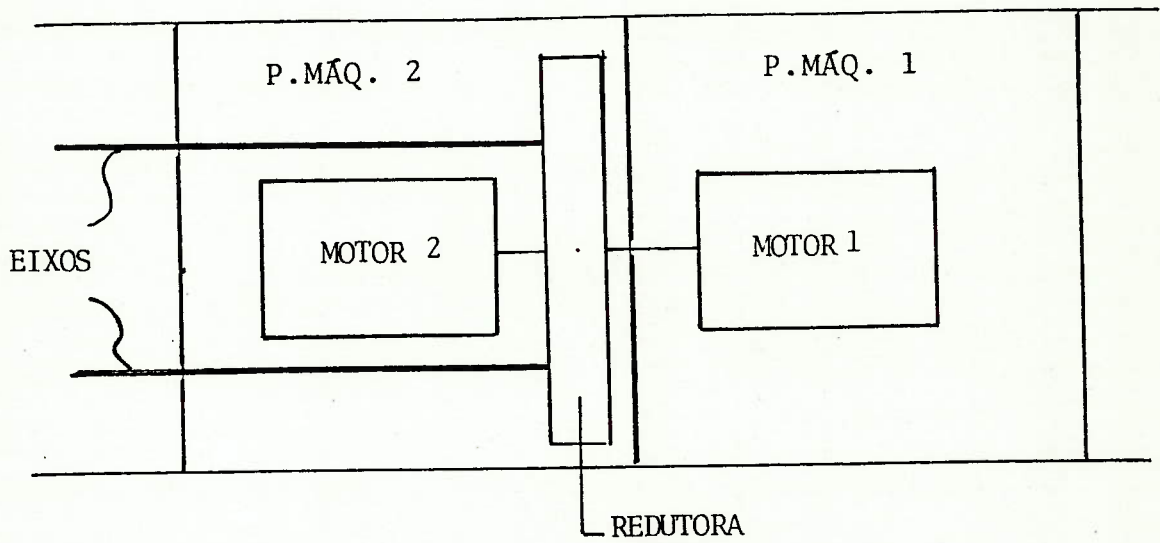 P.MÁQ. 2
P.MÁQ. 1
EIXOS
MOTOR 2
MOTOR 1
REDUTORA